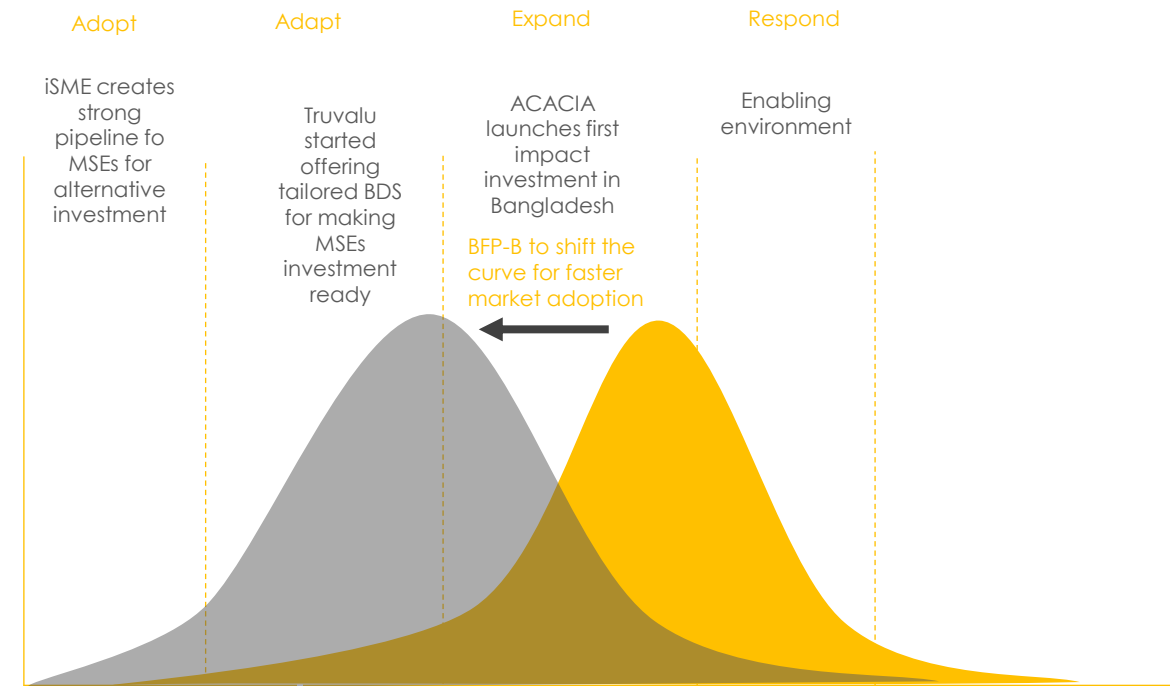 Adopt
Adapt
Expand
Respond
iSME creates
strong
pipeline fo
MSEs for
alternative
investment
Truvalu
started
offering
tailored BDS
for making
MSEs
investment
ready
ACACIA
launches first
impact
investment in
Bangladesh
Enabling
environment
BFP-B to shift the
curve for faster
market adoption